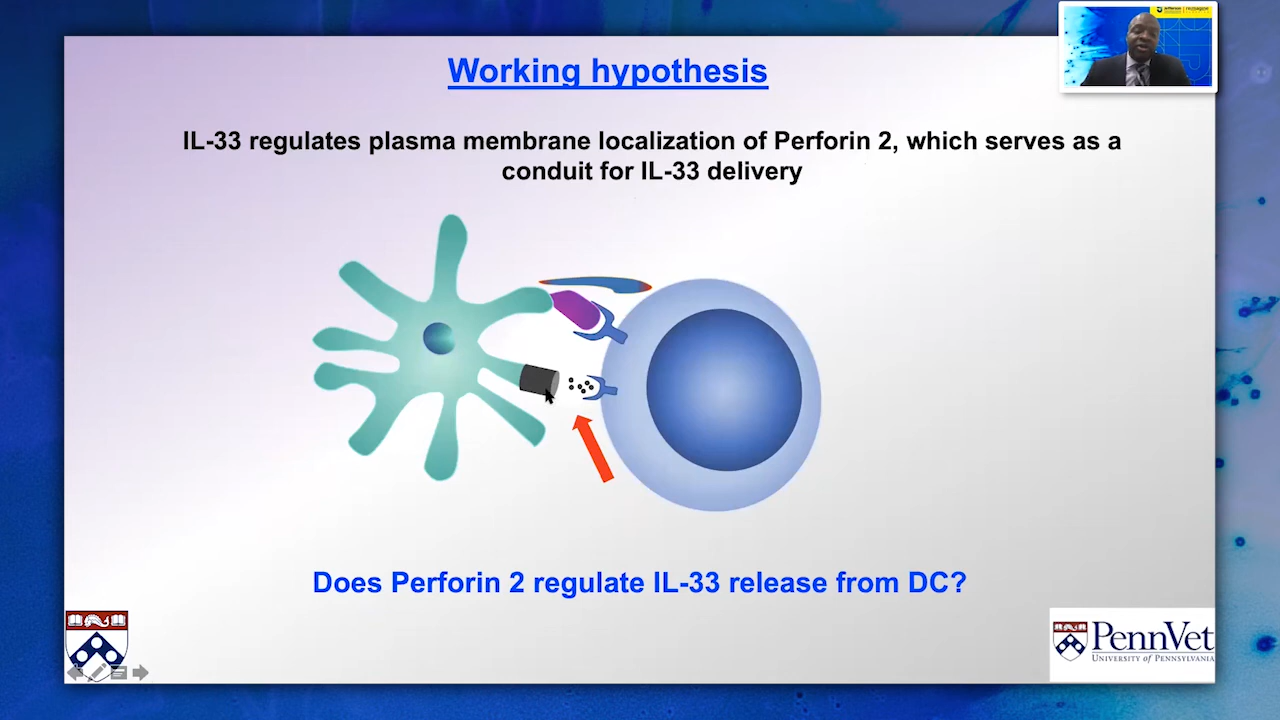 Working hypothesis
IL-33 regulates plasma membrane localization of Perforin 2, which serves as a
conduit for IL-33 delivery
Does Perforin 2 regulate IL-33 release from DC?
PennVet
UNIVERSITY OF PENNSYLVANIA